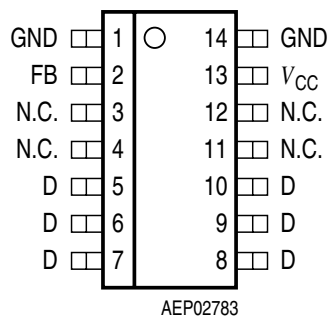 GND 1 14 GND
FB 2 13 VCC
N.C. 3 12 N.C.
N.C. 4 11 N.C.
D 5 10 D
D 6 9 D
D 7 8 D
AEP02783